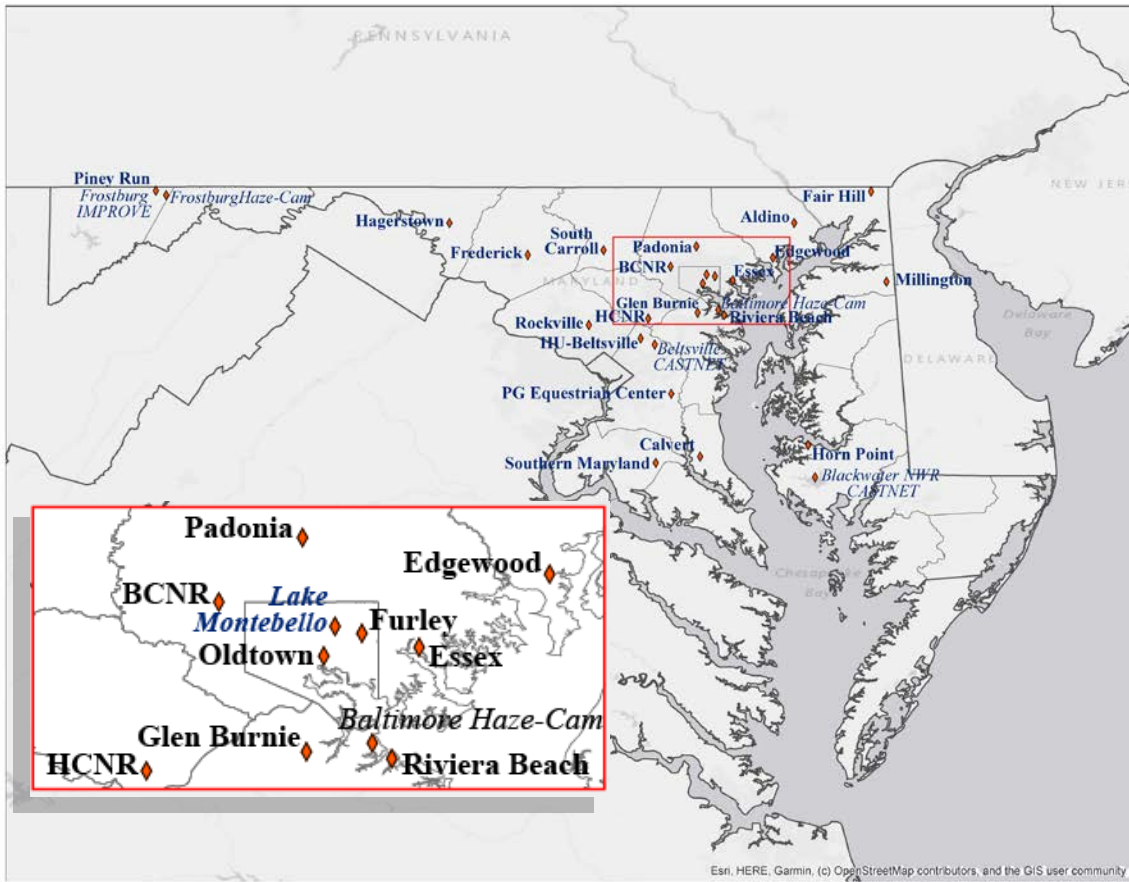 PENNSYLVANIA
Piney Run
Frostburg
IMPROVE
FrostburgHaze-Cam
Fair Hill
NEW JER
Hagerstown
Aldino
South
Carroll
Frederick
Padonia
BCNR
Edgewood
Essex
MARYLAND
Millington
Glen Burnie
Baltimore Haze-Cam
HCNR
Riviera Beach
Rockville
Delaware
Bay
HU-Beltsville
Beltsville
CASTNET
DELAWARE
PG Equestrian Center
Calvert
Horn Point
Southern Maryland
Blackwater NWR
CASTNET
Chesapeake
Bay
Padonia
Edgewood
BCNR
Lake
Montebello
Furley
Oldtown
Essex
Baltimore Haze-Cam
Glen Burnie
HCNR
Riviera Beach
Esri, HERE, Garmin, (c) OpenStreetMap contributors, and the GIS user community